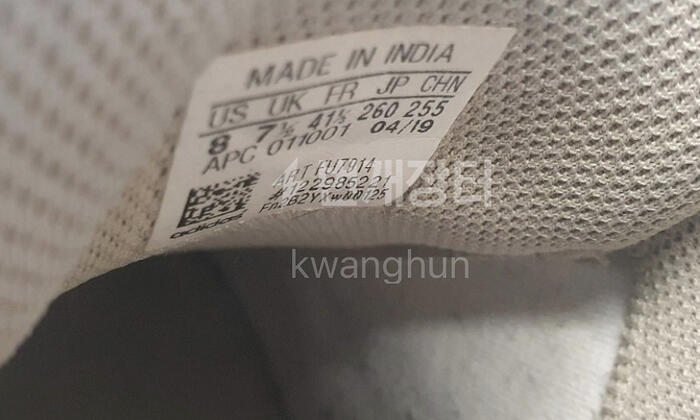 MADE IN INDIA
US UK FR JP CHN
8 7½ 41⅓ 260 255
APC 011001 04/19
ART FU7914
#122985221
adidas
kwanghun